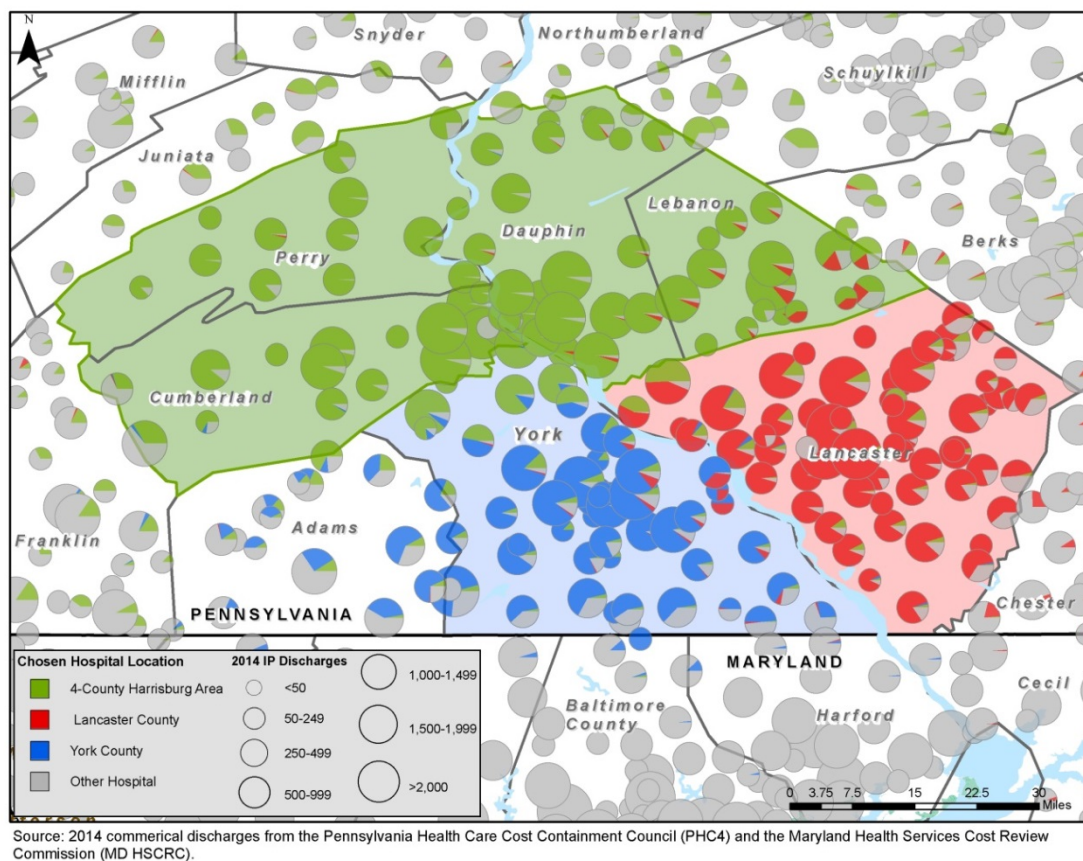 N
Snyder
Northumberland
Mifflin
Schuylkill
Juniata
Lebanon
Dauphin
Berks
Perry
Cumberland
York
Lancaster
Adams
Franklin
PENNSYLVANIA
Chester
MARYLAND
Cecil
Baltimore
County
Harford
Chosen Hospital Location
4-County Harrisburg Area
Lancaster County
York County
Other Hospital
2014 IP Discharges
<50
50-249
250-499
500-999
1,000-1,499
1,500-1,999
>2,000
0 3.75 7.5 15 22.5 30
Miles
Source: 2014 commerical discharges from the Pennsylvania Health Care Cost Containment Council (PHC4) and the Maryland Health Services Cost Review
Commission (MD HSCRC).